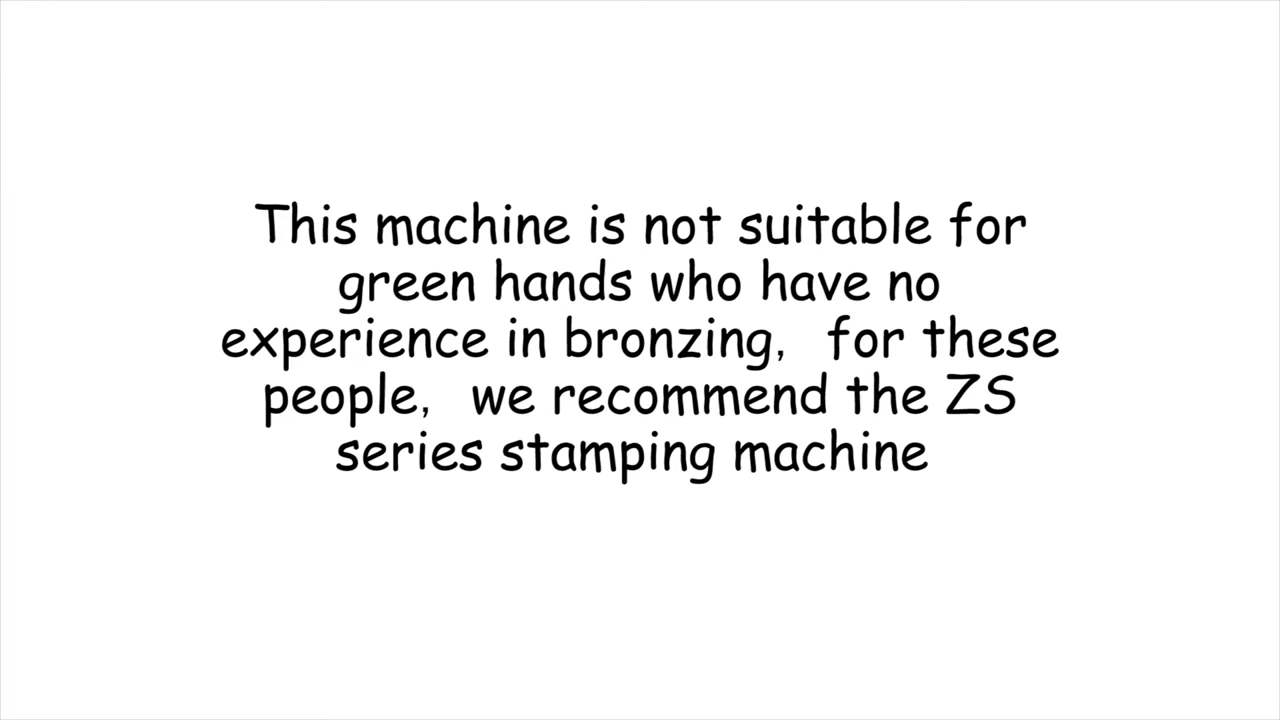 This machine is not suitable for
green hands who have no
experience in bronzing, for these
people, we recommend the ZS
series stamping machine